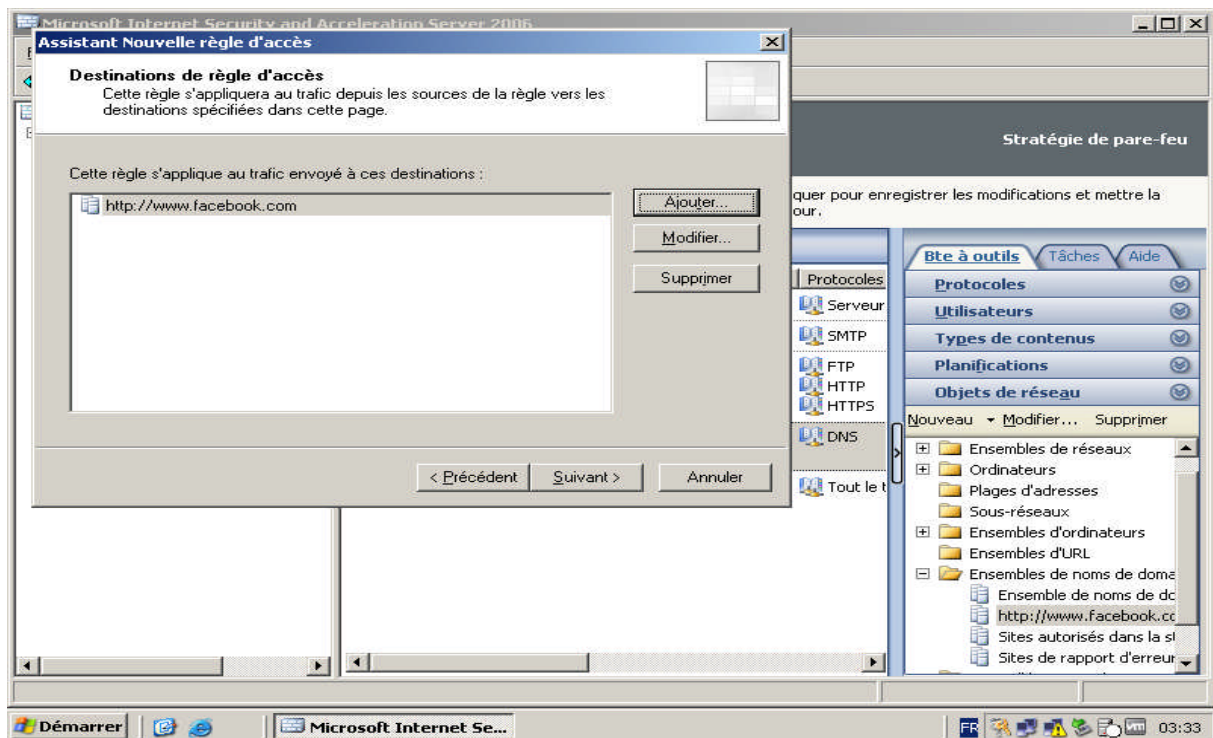 Microsoft Internet Security and Acceleration Server 2006
Assistant Nouvelle règle d'accès
Destinations de règle d'accès
Cette règle s'appliquera au trafic depuis les sources de la règle vers les
destinations spécifiées dans cette page.
Cette règle s'applique au trafic envoyé à ces destinations :
http://www.facebook.com
Ajouter...
Modifier...
Supprimer
< Précédent
Suivant >
Annuler
Stratégie de pare-feu
quer pour enregistrer les modifications et mettre la
our.
Protocoles
Serveur
SMTP
FTP
HTTP
HTTPS
DNS
Tout le t
Bte à outils
Tâches
Aide
Protocoles
Utilisateurs
Types de contenus
Planifications
Objets de réseau
Nouveau
Modifier...
Supprimer
Ensembles de réseaux
Ordinateurs
Plages d'adresses
Sous-réseaux
Ensembles d'ordinateurs
Ensembles d'URL
Ensembles de noms de doma
Ensemble de noms de dc
http://www.facebook.cc
Sites autorisés dans la st
Sites de rapport d'erreur
Démarrer
Microsoft Internet Se...
FR
03:33